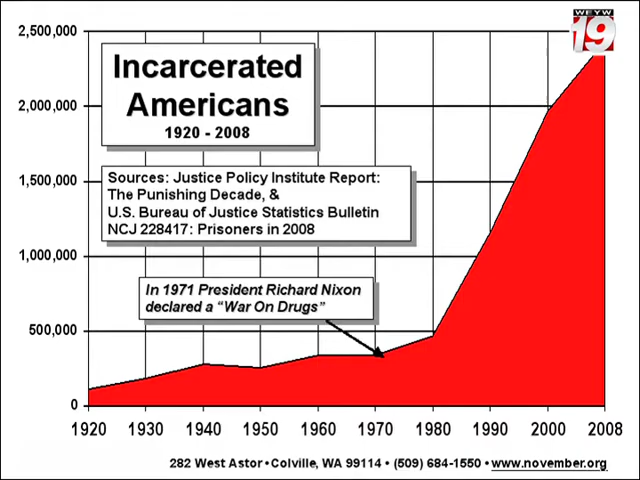 WEYW
19
2,500,000
Incarcerated
Americans
1920 - 2008
2,000,000
Sources: Justice Policy Institute Report:
The Punishing Decade, &
U.S. Bureau of Justice Statistics Bulletin
NCJ 228417: Prisoners in 2008
1,500,000
1,000,000
In 1971 President Richard Nixon
declared a “War On Drugs”
500,000
0
1920 1930 1940 1950 1960 1970 1980 1990 2000 2008
282 West Astor • Colville, WA 99114 • (509) 684-1550 • www.november.org